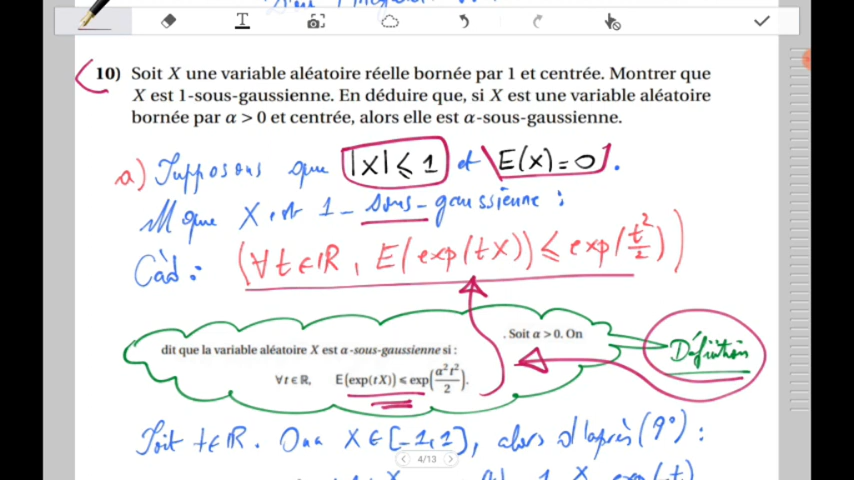 T
10) Soit X une variable aléatoire réelle bornée par 1 et centrée. Montrer que
X est 1-sous-gaussienne. En déduire que, si X est une variable aléatoire
bornée par α > 0 et centrée, alors elle est α-sous-gaussienne.
a) Supposons que |X| ≤ 1 et E(X) = 0.
M que X est 1-sous-gaussienne :
Càd : (∀t∈ℝ, E(exp(tX)) ≤ exp(t²/2))
. Soit α > 0. On
dit que la variable aléatoire X est α-sous-gaussienne si :
Définition
∀t∈ℝ, E(exp(tX)) ≤ exp(α²t²/2).
Soit t∈ℝ. On a X∈[-1,1], alors d'après (9°) :
4/13